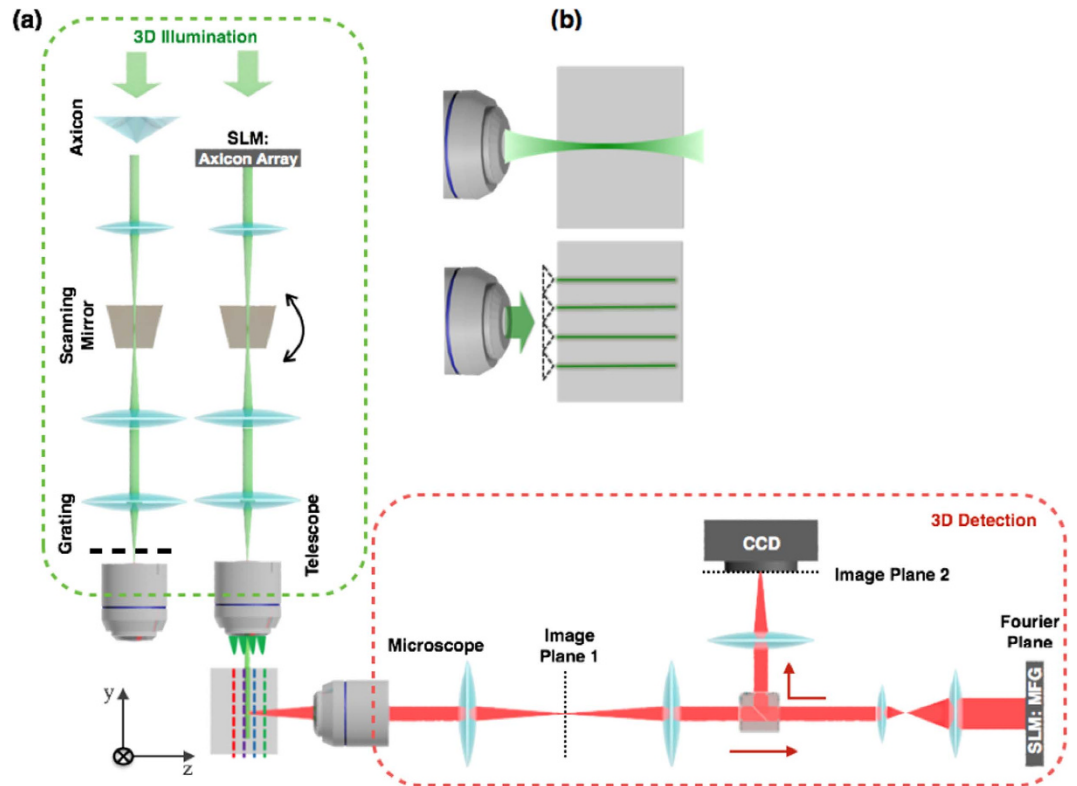 (a)
3D Illumination
Axicon
SLM:
Axicon Array
Scanning
Mirror
Grating
Telescope
(b)
3D Detection
CCD
Image Plane 2
Microscope
Image
Plane 1
Fourier
Plane
SLM: MFG
y
z